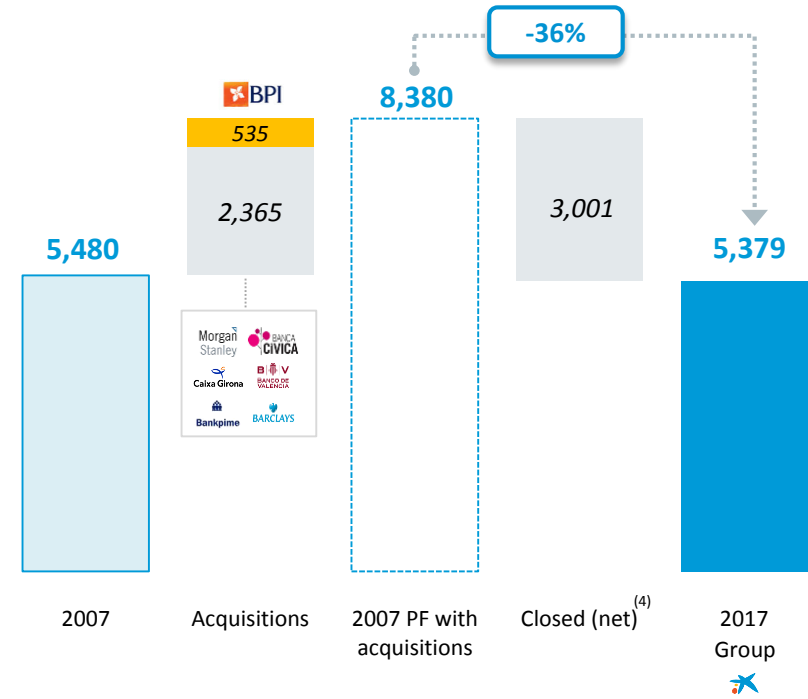 -36%
BPI
8,380
535
2,365
3,001
5,480
5,379
Morgan
Stanley
BANCA
CIVICA
Caixa Girona
B V
BANCO DE
VALENCIA
Bankpime
BARCLAYS
2007
Acquisitions
2007 PF with
acquisitions
Closed (net)(4)
2017
Group